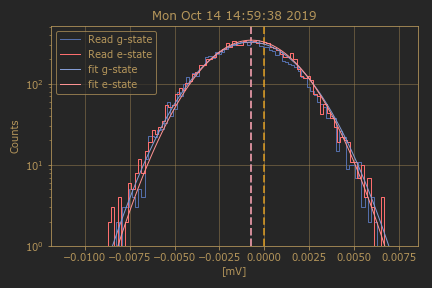 Mon Oct 14 14:59:38 2019
Read g-state
Read e-state
fit g-state
fit e-state
Counts
10²
10¹
10⁰
−0.0100 −0.0075 −0.0050 −0.0025 0.0000 0.0025 0.0050 0.0075
[mV]